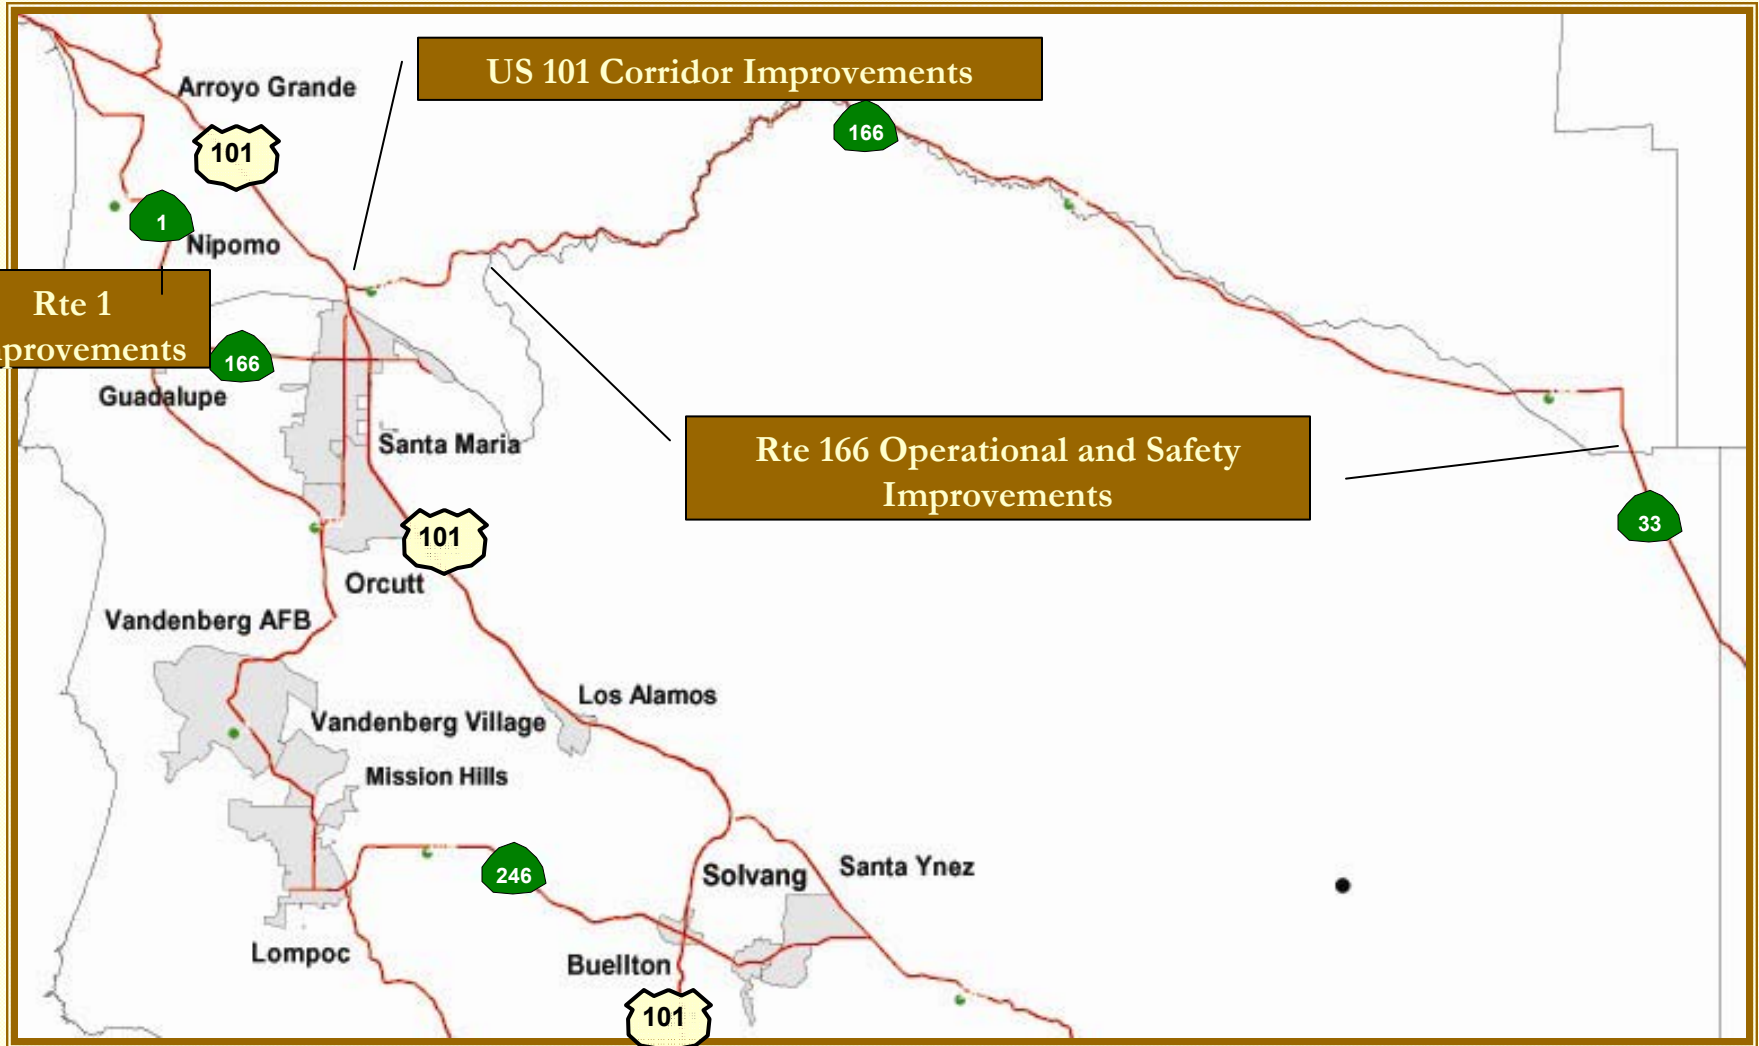 US 101 Corridor Improvements
Arroyo Grande
101
166
1
Nipomo
Rte 1
provements
166
Guadalupe
Santa Maria
Rte 166 Operational and Safety
Improvements
101
33
Orcutt
Vandenberg AFB
Los Alamos
Vandenberg Village
Mission Hills
246
Solvang
Santa Ynez
Lompoc
Buellton
101